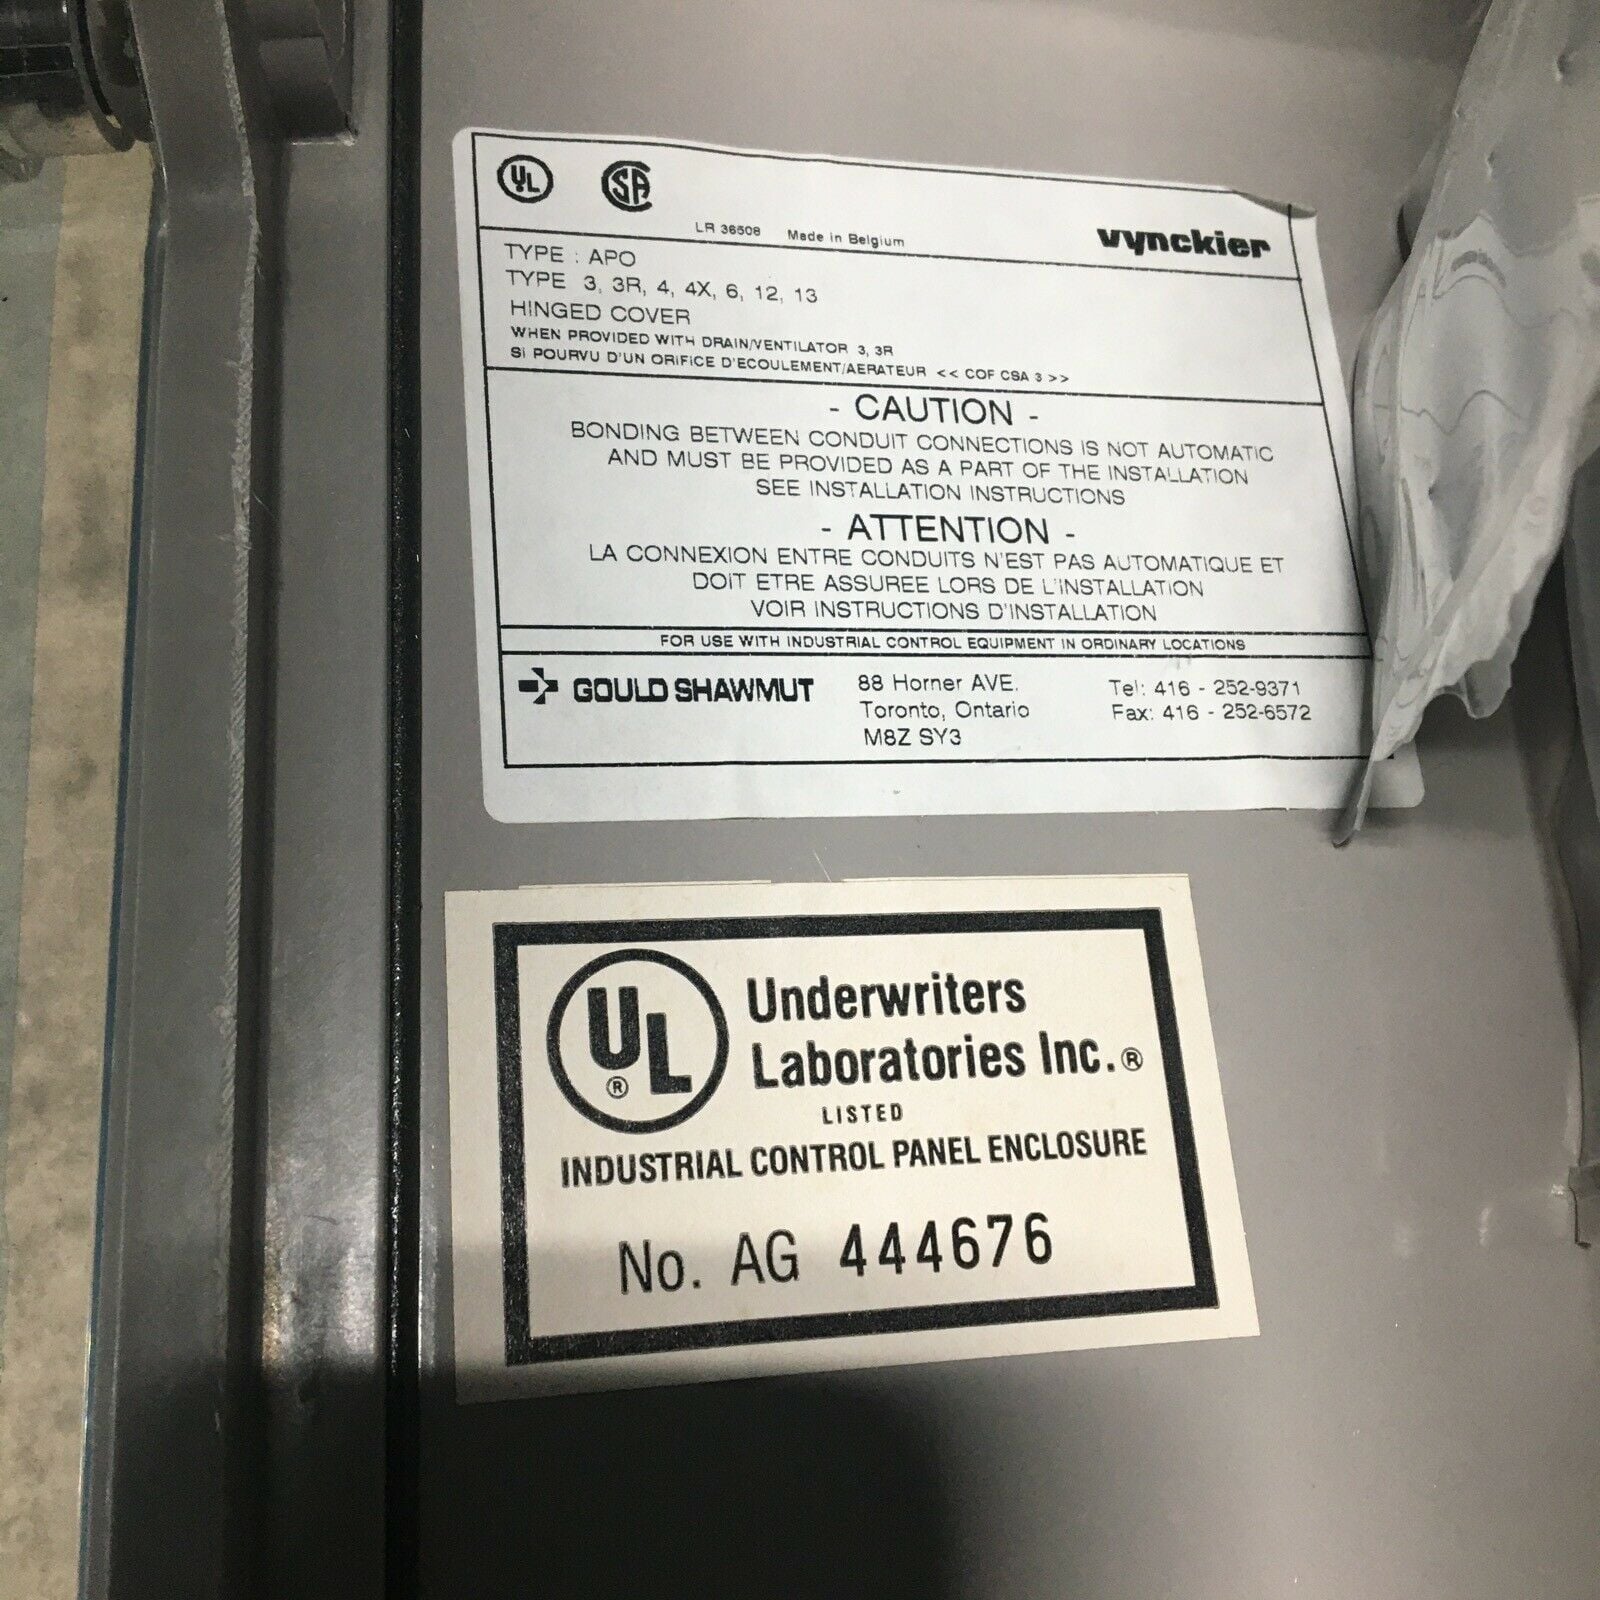 UL
SA
LR 36508 Made in Belgium
vynckier
TYPE : APO
TYPE 3, 3R, 4, 4X, 6, 12, 13
HINGED COVER
WHEN PROVIDED WITH DRAIN/VENTILATOR 3, 3R
SI POURVU D'UN ORIFICE D'ECOULEMENT/AERATEUR << COF CSA 3 >>
- CAUTION -
BONDING BETWEEN CONDUIT CONNECTIONS IS NOT AUTOMATIC
AND MUST BE PROVIDED AS A PART OF THE INSTALLATION
SEE INSTALLATION INSTRUCTIONS
- ATTENTION -
LA CONNEXION ENTRE CONDUITS N'EST PAS AUTOMATIQUE ET
DOIT ETRE ASSUREE LORS DE L'INSTALLATION
VOIR INSTRUCTIONS D'INSTALLATION
FOR USE WITH INDUSTRIAL CONTROL EQUIPMENT IN ORDINARY LOCATIONS
GOULD SHAWMUT
88 Horner AVE.
Toronto, Ontario
M8Z SY3
Tel: 416 - 252-9371
Fax: 416 - 252-6572
UL®
Underwriters
Laboratories Inc.®
LISTED
INDUSTRIAL CONTROL PANEL ENCLOSURE
No. AG 444676